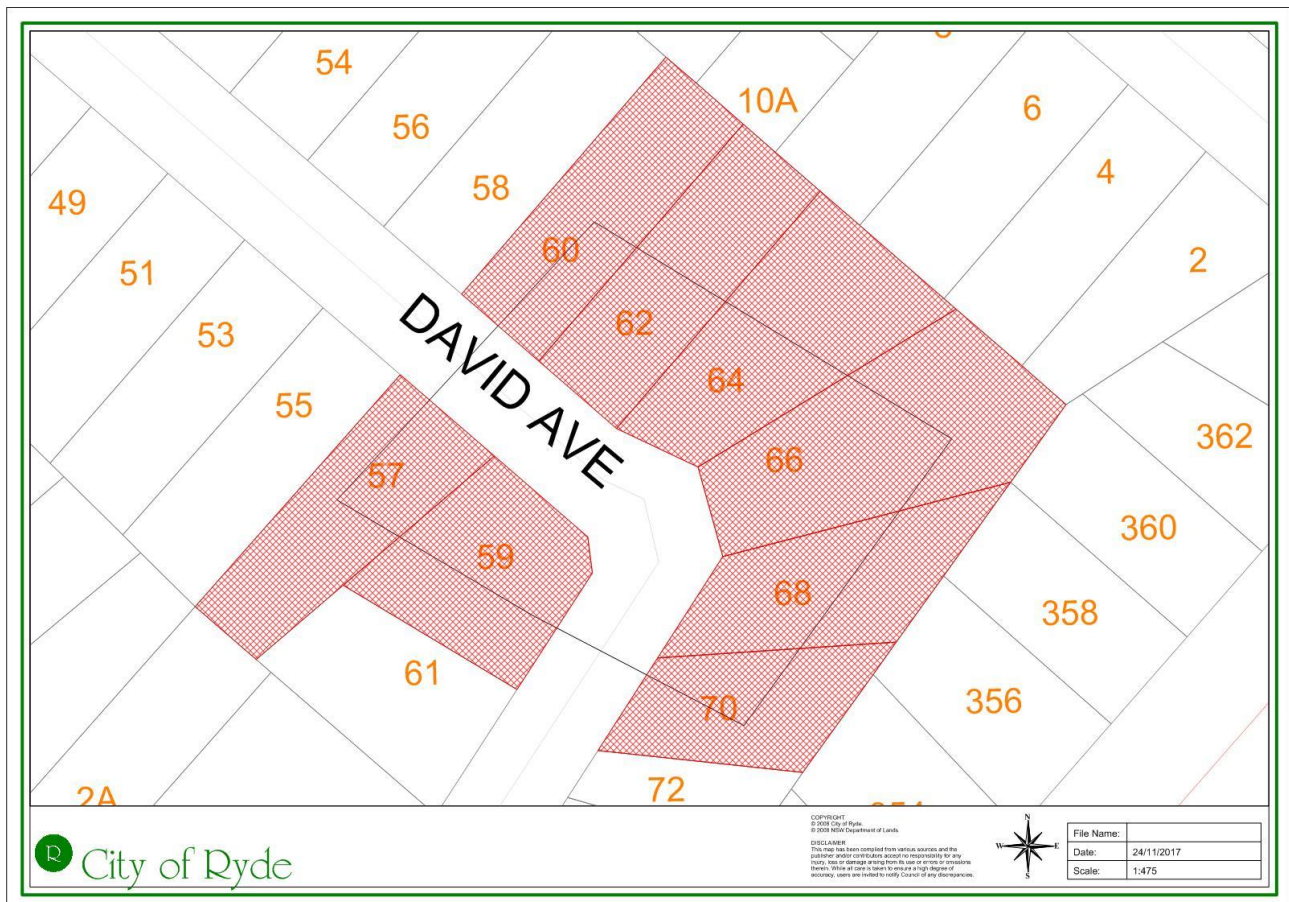 54
10A
6
56
4
58
49
60
2
51
62
53
DAVID AVE
64
55
362
66
57
360
59
68
358
61
356
70
72
2A
COPYRIGHT
© 2008 City of Ryde.
© 2008 NSW Department of Lands.
DISCLAIMER
This map has been compiled from various sources and the
publisher and/or contributors accept no responsibility for any
injury, loss or damage arising from its use or errors or omissions
therein. While all care is taken to ensure a high degree of
accuracy, users are invited to notify Council of any discrepancies.
N
W E
S
File Name:
Date: 24/11/2017
Scale: 1:475
R City of Ryde